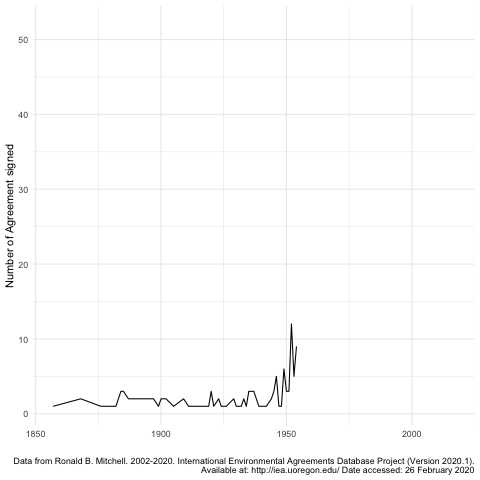 50
40
30
20
10
0
Number of Agreement signed
1850 1900 1950 2000
Data from Ronald B. Mitchell. 2002-2020. International Environmental Agreements Database Project (Version 2020.1).
Available at: http://iea.uoregon.edu/ Date accessed: 26 February 2020